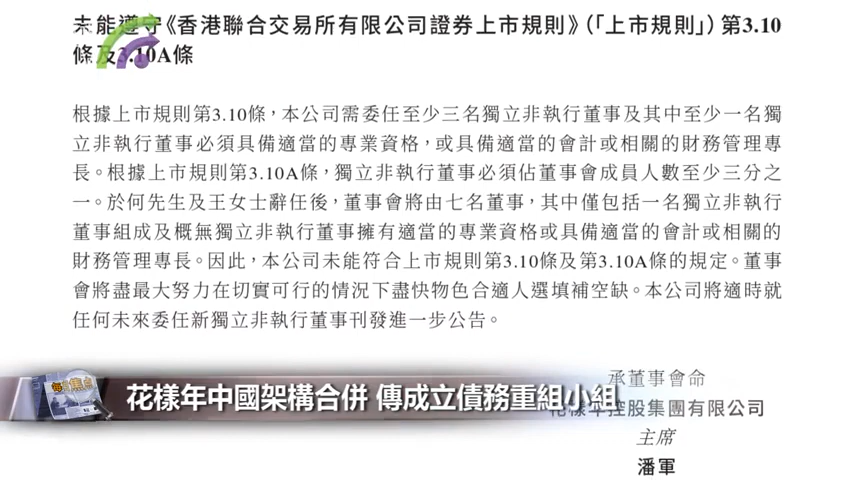 未能遵守《香港聯合交易所有限公司證券上市規則》（「上市規則」）第3.10
條及3.10A條
根據上市規則第3.10條，本公司需委任至少三名獨立非執行董事及其中至少一名獨
立非執行董事必須具備適當的專業資格，或具備適當的會計或相關的財務管理專
長。根據上市規則第3.10A條，獨立非執行董事必須佔董事會成員人數至少三分之
一。於何先生及王女士辭任後，董事會將由七名董事，其中僅包括一名獨立非執行
董事組成及概無獨立非執行董事擁有適當的專業資格或具備適當的會計或相關的
財務管理專長。因此，本公司未能符合上市規則第3.10條及第3.10A條的規定。董事
會將盡最大努力在切實可行的情況下盡快物色合適人選填補空缺。本公司將適時就
任何未來委任新獨立非執行董事刊發進一步公告。
承董事會命
花樣年控股集團有限公司
主席
潘軍
每日焦點
花樣年中國架構合併 傳成立債務重組小組